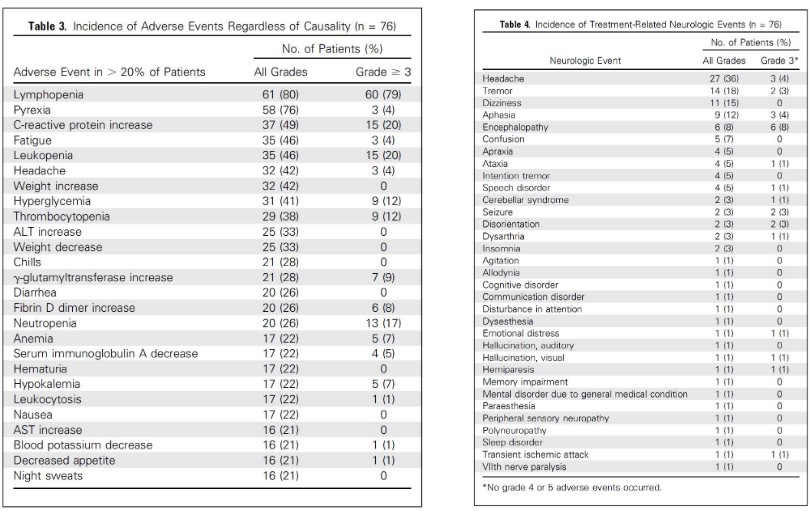 Table 3. Incidence of Adverse Events Regardless of Causality (n = 76)
No. of Patients (%)
Adverse Event in > 20% of Patients All Grades Grade ≥ 3
Lymphopenia 61 (80) 60 (79)
Pyrexia 58 (76) 3 (4)
C-reactive protein increase 37 (49) 15 (20)
Fatigue 35 (46) 3 (4)
Leukopenia 35 (46) 15 (20)
Headache 32 (42) 3 (4)
Weight increase 32 (42) 0
Hyperglycemia 31 (41) 9 (12)
Thrombocytopenia 29 (38) 9 (12)
ALT increase 25 (33) 0
Weight decrease 25 (33) 0
Chills 21 (28) 0
γ-glutamyltransferase increase 21 (28) 7 (9)
Diarrhea 20 (26) 0
Fibrin D dimer increase 20 (26) 6 (8)
Neutropenia 20 (26) 13 (17)
Anemia 17 (22) 5 (7)
Serum immunoglobulin A decrease 17 (22) 4 (5)
Hematuria 17 (22) 0
Hypokalemia 17 (22) 5 (7)
Leukocytosis 17 (22) 1 (1)
Nausea 17 (22) 0
AST increase 16 (21) 0
Blood potassium decrease 16 (21) 1 (1)
Decreased appetite 16 (21) 1 (1)
Night sweats 16 (21) 0
Table 4. Incidence of Treatment-Related Neurologic Events (n = 76)
No. of Patients (%)
Neurologic Event All Grades Grade 3*
Headache 27 (36) 3 (4)
Tremor 14 (18) 2 (3)
Dizziness 11 (15) 0
Aphasia 9 (12) 3 (4)
Encephalopathy 6 (8) 6 (8)
Confusion 5 (7) 0
Apraxia 4 (5) 0
Ataxia 4 (5) 1 (1)
Intention tremor 4 (5) 0
Speech disorder 4 (5) 1 (1)
Cerebellar syndrome 2 (3) 1 (1)
Seizure 2 (3) 2 (3)
Disorientation 2 (3) 2 (3)
Dysarthria 2 (3) 1 (1)
Insomnia 2 (3) 0
Agitation 1 (1) 0
Allodynia 1 (1) 0
Cognitive disorder 1 (1) 0
Communication disorder 1 (1) 0
Disturbance in attention 1 (1) 0
Dysesthesia 1 (1) 0
Emotional distress 1 (1) 1 (1)
Hallucination, auditory 1 (1) 0
Hallucination, visual 1 (1) 1 (1)
Hemiparesis 1 (1) 1 (1)
Memory impairment 1 (1) 0
Mental disorder due to general medical condition 1 (1) 0
Paraesthesia 1 (1) 0
Peripheral sensory neuropathy 1 (1) 0
Polyneuropathy 1 (1) 0
Sleep disorder 1 (1) 0
Transient ischemic attack 1 (1) 1 (1)
VIIth nerve paralysis 1 (1) 0
*No grade 4 or 5 adverse events occurred.